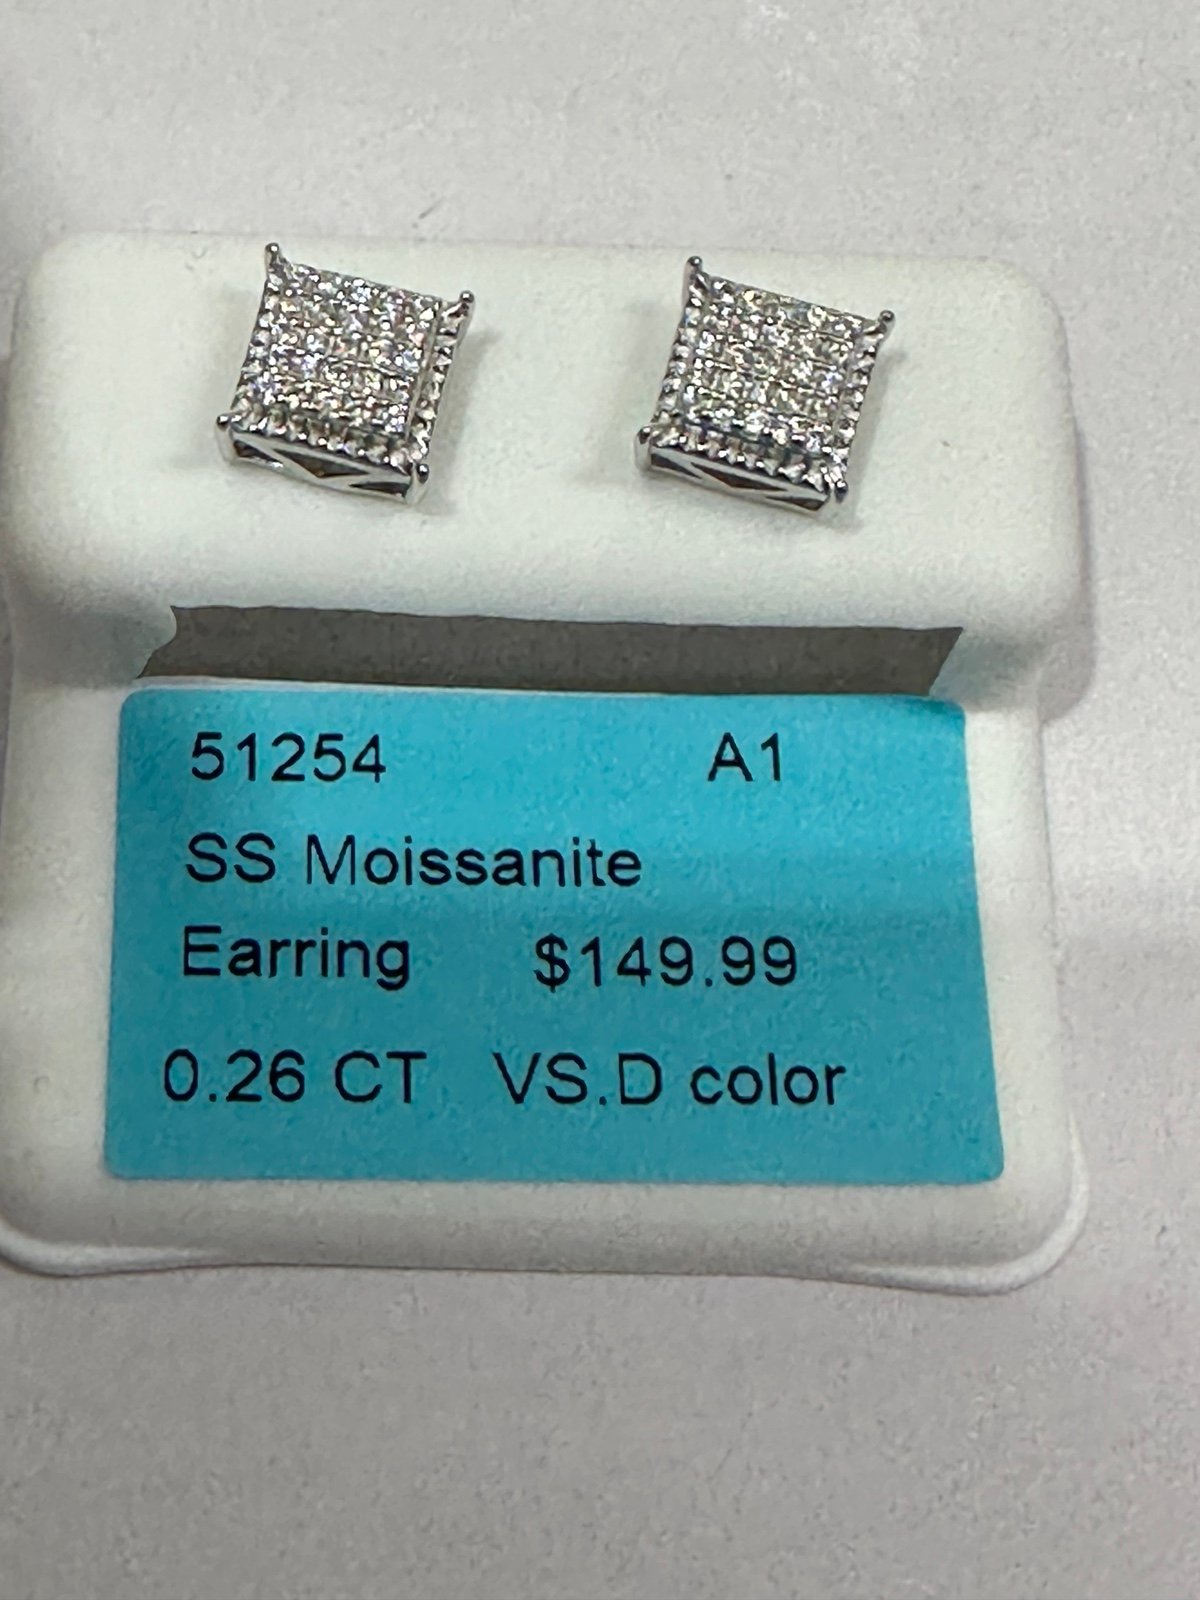 51254 A1
SS Moissanite
Earring $149.99
0.26 CT VS.D color